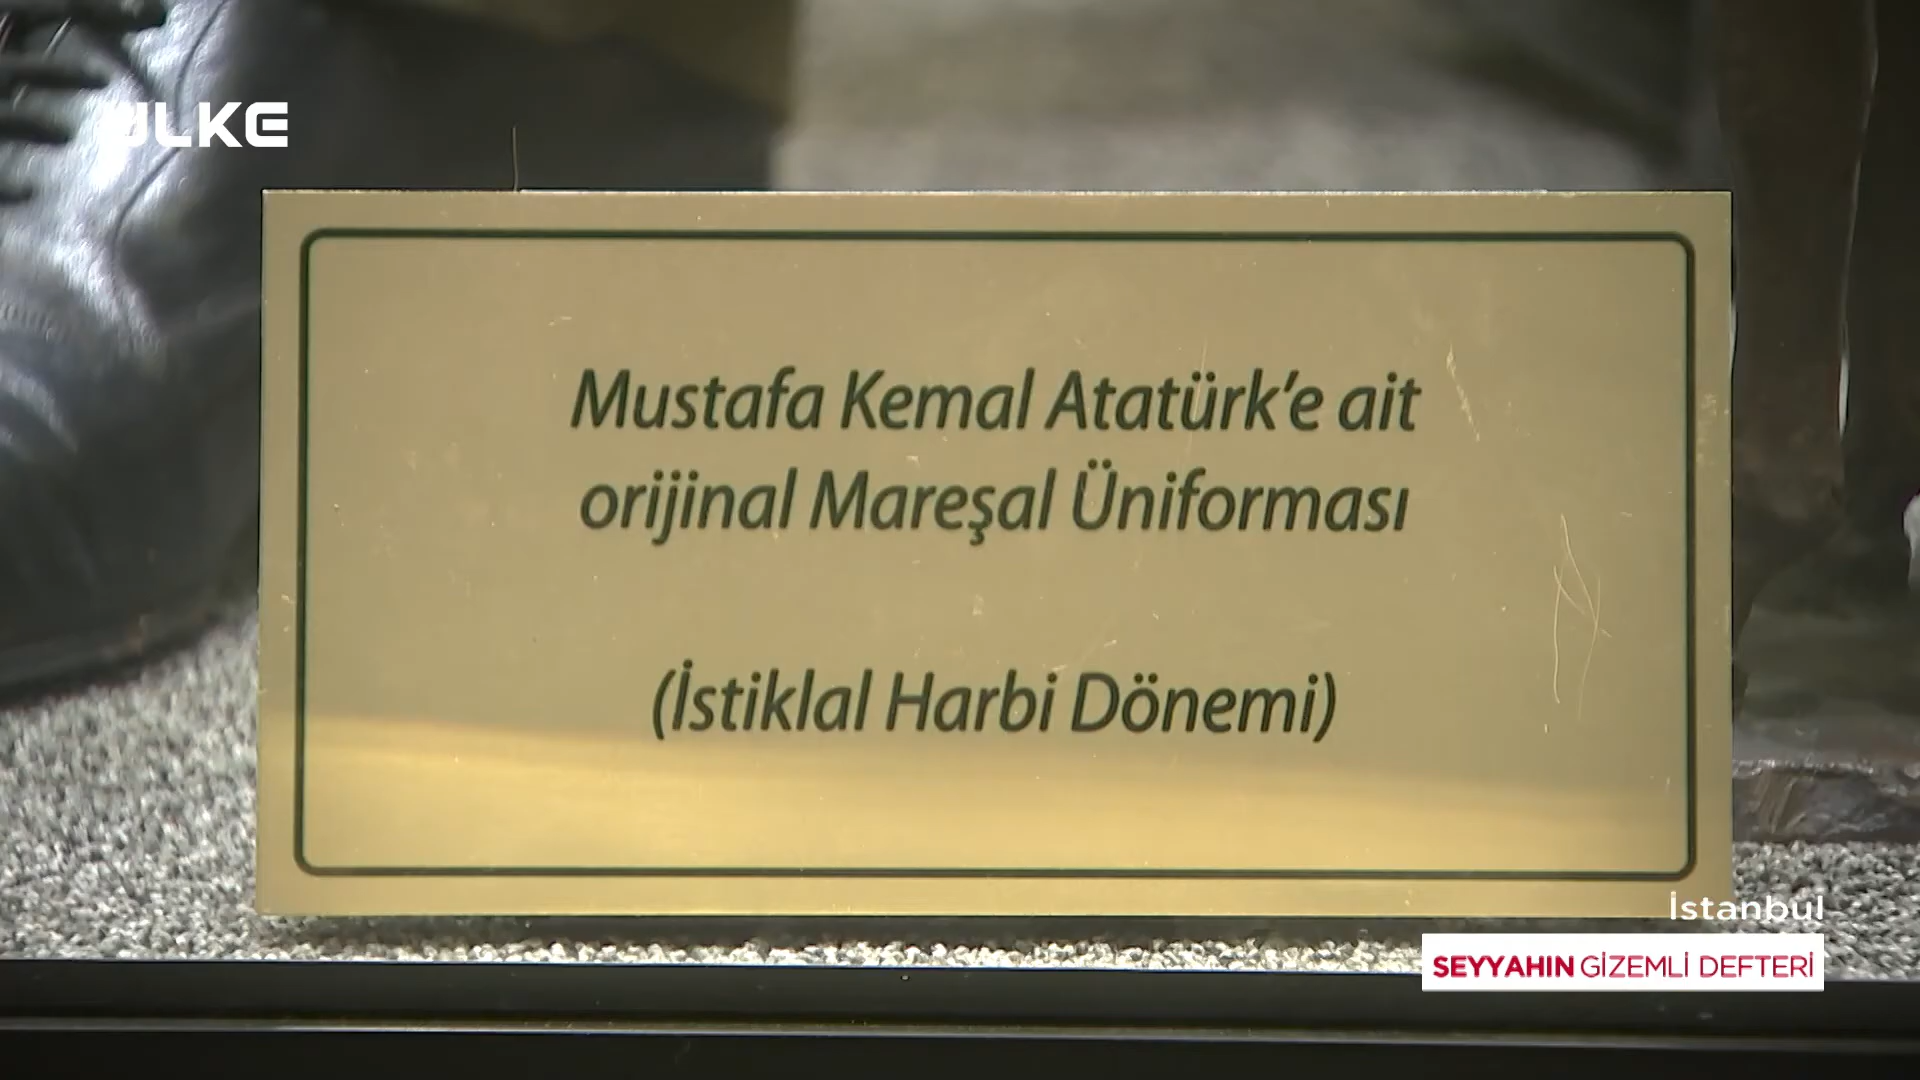 ÜLKE
Mustafa Kemal Atatürk'e ait
orijinal Mareşal Üniforması
(İstiklal Harbi Dönemi)
İstanbul
SEYYAHIN GİZEMLİ DEFTERİ